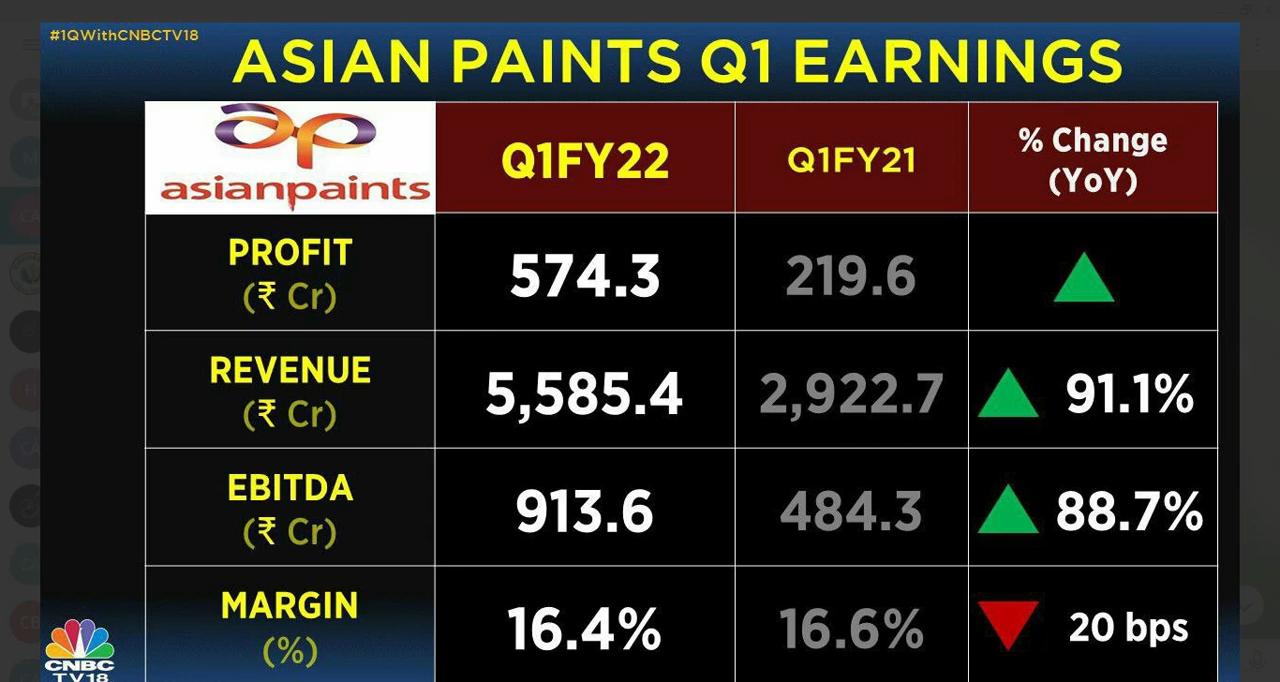 #1QWithCNBCTV18
ASIAN PAINTS Q1 EARNINGS
asianpaints
Q1FY22
Q1FY21
% Change
(YoY)
PROFIT
(₹ Cr)
574.3
219.6
REVENUE
(₹ Cr)
5,585.4
2,922.7
91.1%
EBITDA
(₹ Cr)
913.6
484.3
88.7%
MARGIN
(%)
16.4%
16.6%
20 bps
CNBC
TV18